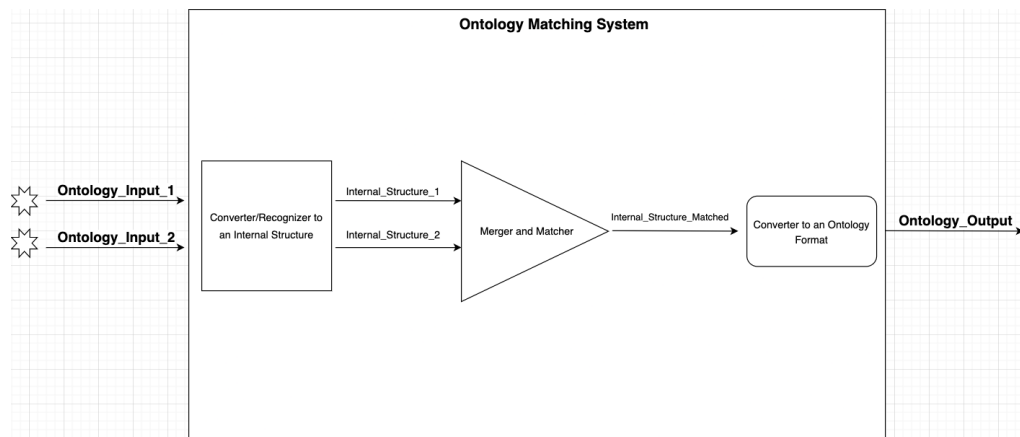 Ontology Matching System
Ontology_Input_1
Ontology_Input_2
Converter/Recognizer to
an Internal Structure
Internal_Structure_1
Internal_Structure_2
Merger and Matcher
Internal_Structure_Matched
Converter to an Ontology
Format
Ontology_Output